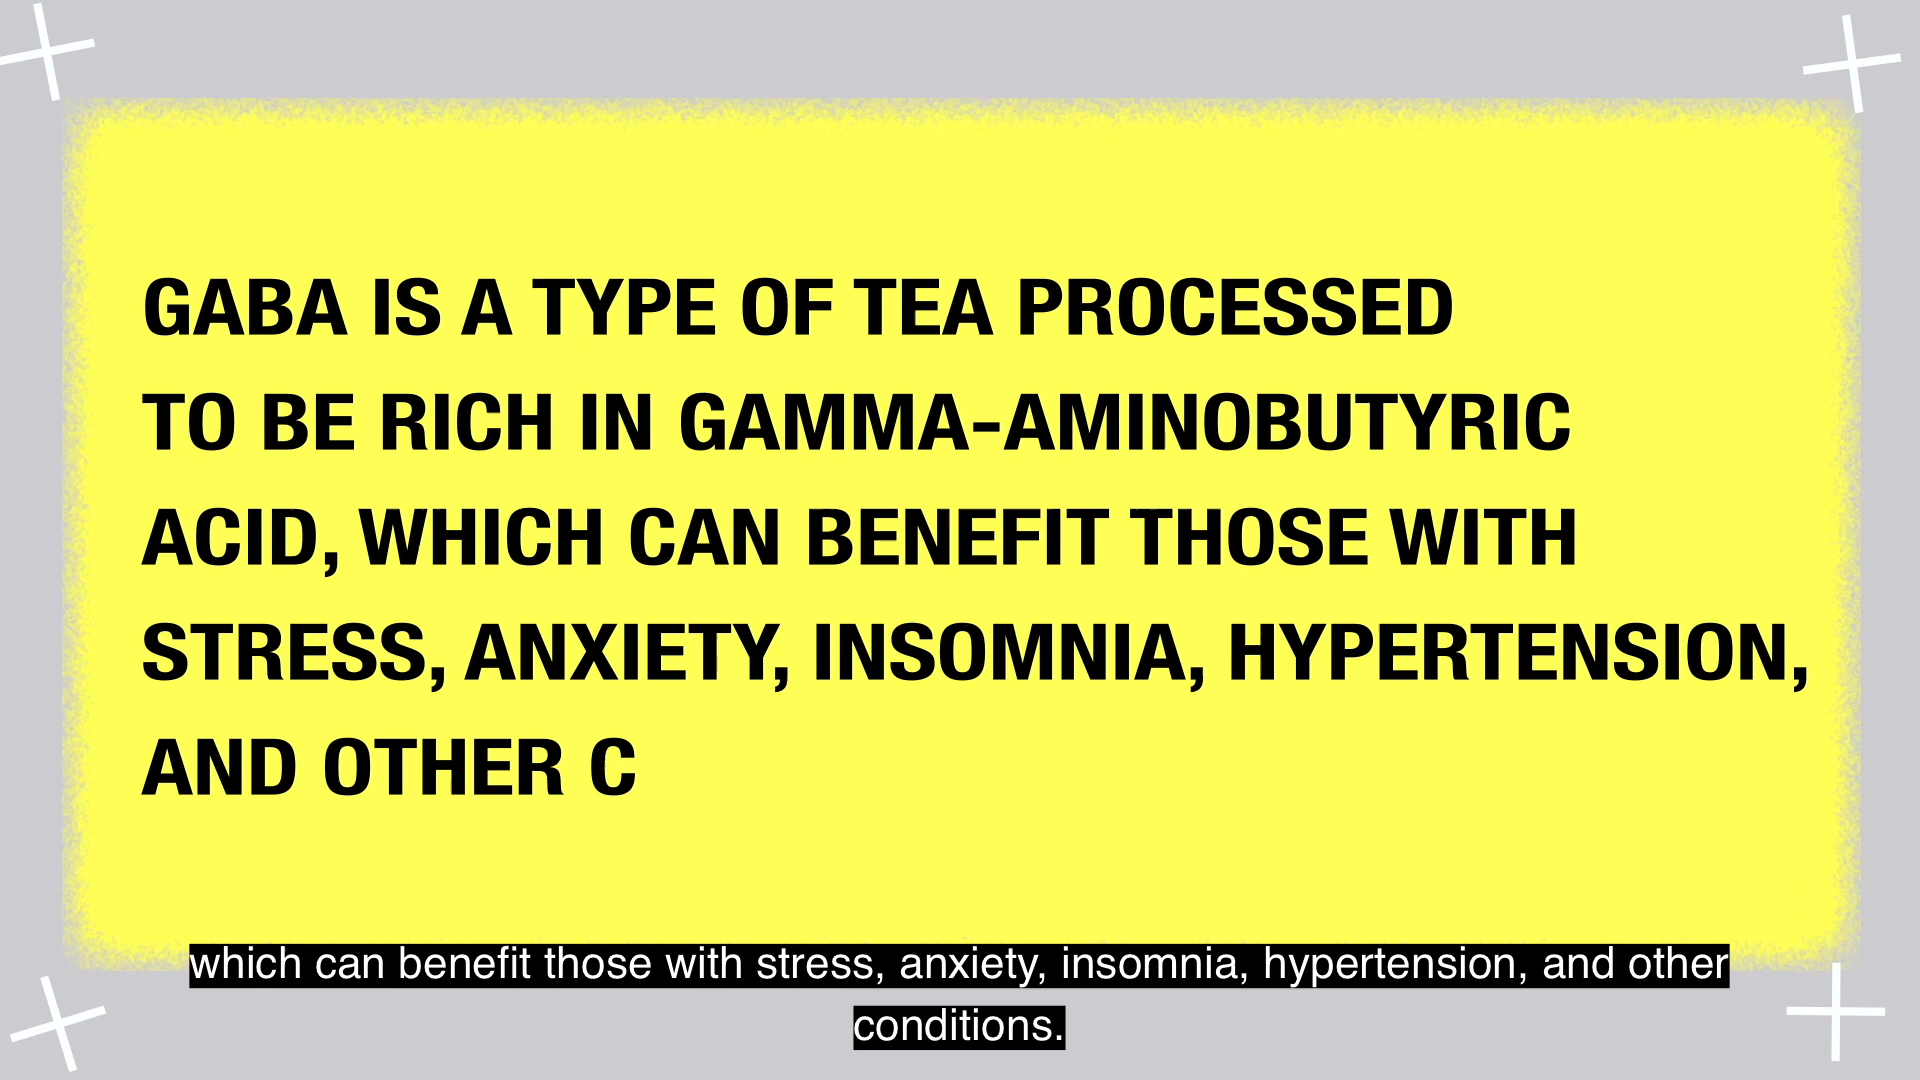 GABA IS A TYPE OF TEA PROCESSED
TO BE RICH IN GAMMA-AMINOBUTYRIC
ACID, WHICH CAN BENEFIT THOSE WITH
STRESS, ANXIETY, INSOMNIA, HYPERTENSION,
AND OTHER C
which can benefit those with stress, anxiety, insomnia, hypertension, and other
conditions.